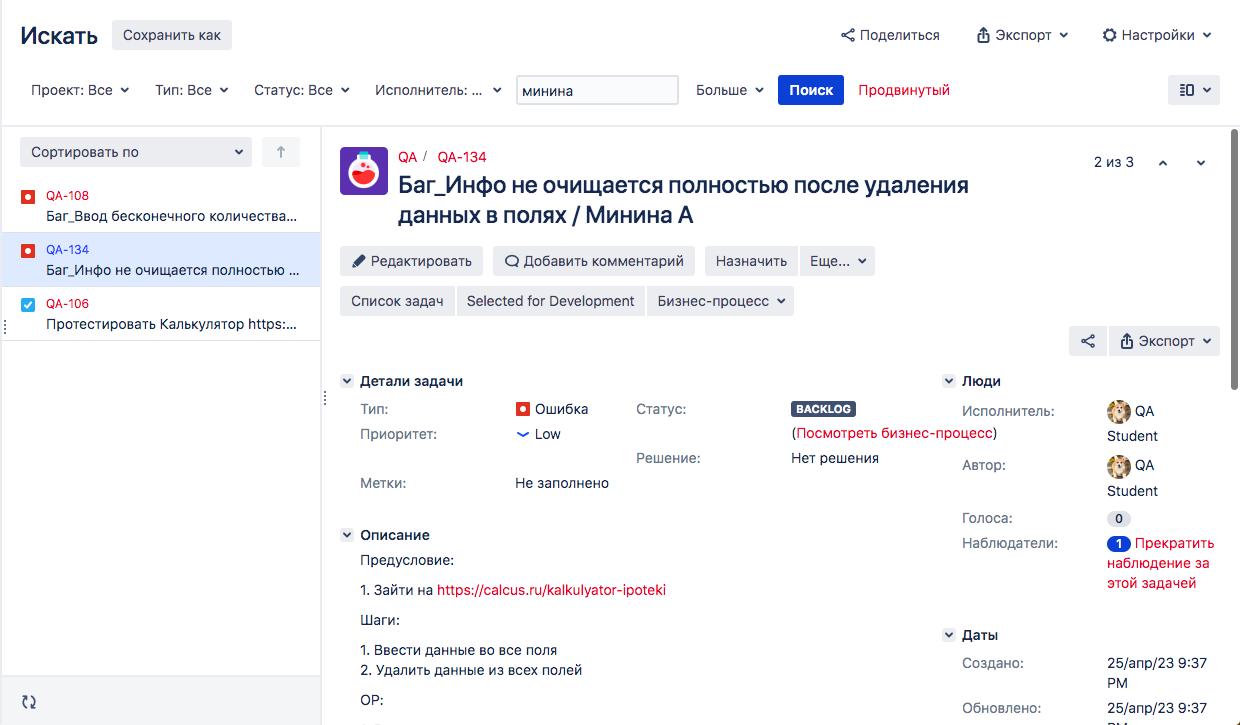 Искать
Сохранить как
Поделиться
Экспорт
Настройки
Проект: Все
Тип: Все
Статус: Все
Исполнитель: ...
минина
Больше
Поиск
Продвинутый
Сортировать по
QA-108
Баг_Ввод бесконечного количества...
QA-134
Баг_Инфо не очищается полностью ...
QA-106
Протестировать Калькулятор https:...
QA / QA-134
2 из 3
Баг_Инфо не очищается полностью после удаления
данных в полях / Минина А
Редактировать
Добавить комментарий
Назначить
Еще...
Список задач
Selected for Development
Бизнес-процесс
Экспорт
Детали задачи
Тип:
Ошибка
Статус:
BACKLOG
(Посмотреть бизнес-процесс)
Приоритет:
Low
Решение:
Нет решения
Метки:
Не заполнено
Описание
Предусловие:
1. Зайти на https://calcus.ru/kalkulyator-ipoteki
Шаги:
1. Ввести данные во все поля
2. Удалить данные из всех полей
ОР:
Люди
Исполнитель:
QA
Student
Автор:
QA
Student
Голоса:
0
Наблюдатели:
1 Прекратить
наблюдение за
этой задачей
Даты
Создано:
25/апр/23 9:37
PM
Обновлено:
25/апр/23 9:37